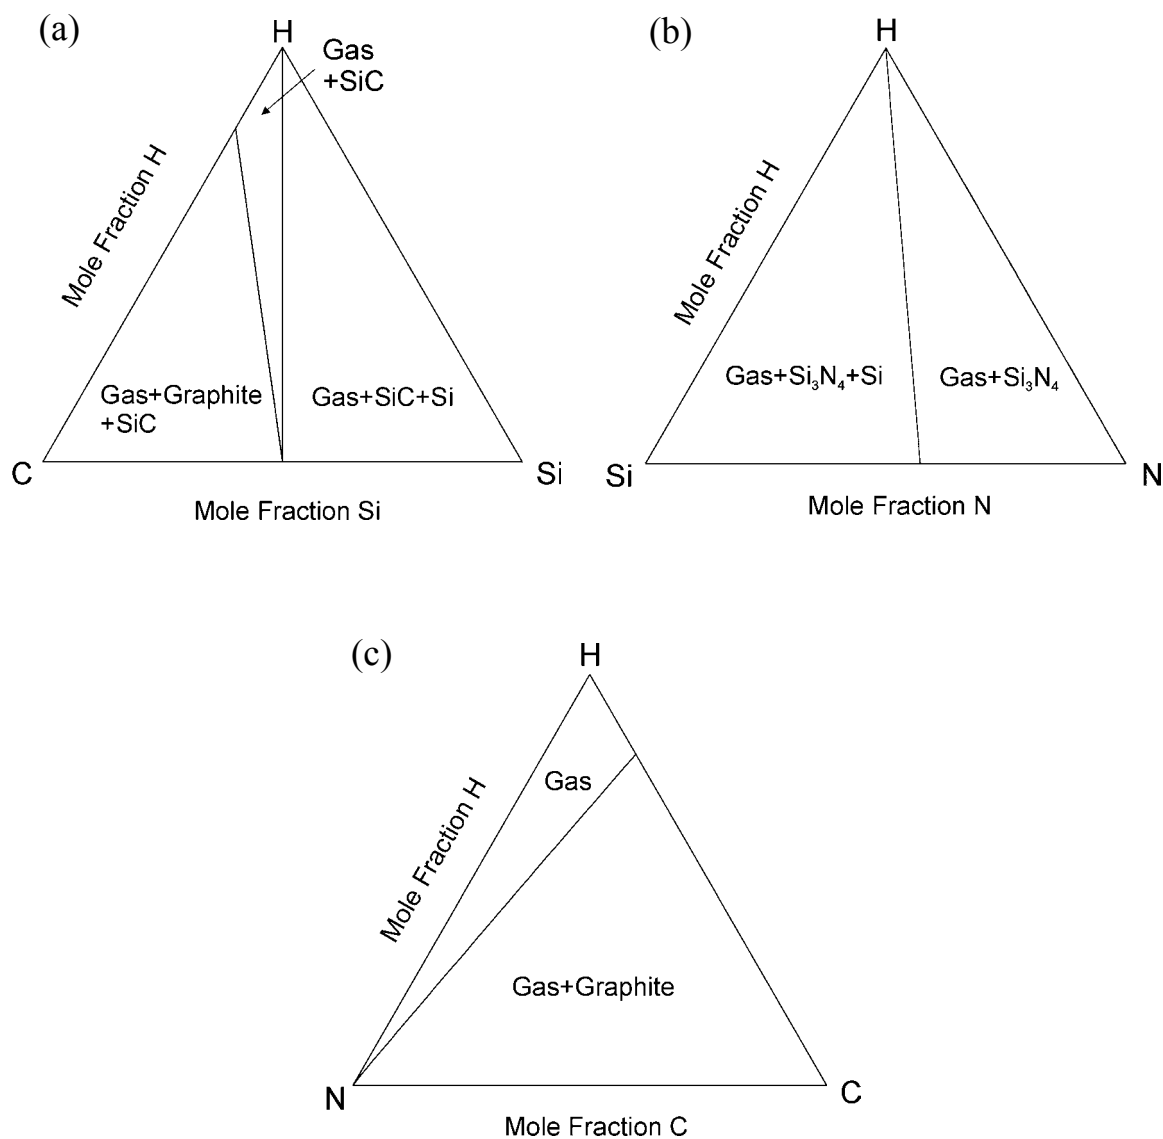 (a)
H
Gas
+SiC
Mole Fraction H
Gas+Graphite
+SiC
Gas+SiC+Si
C
Si
Mole Fraction Si
(b)
H
Mole Fraction H
Gas+Si₃N₄+Si
Gas+Si₃N₄
Si
N
Mole Fraction N
(c)
H
Gas
Mole Fraction H
Gas+Graphite
N
C
Mole Fraction C